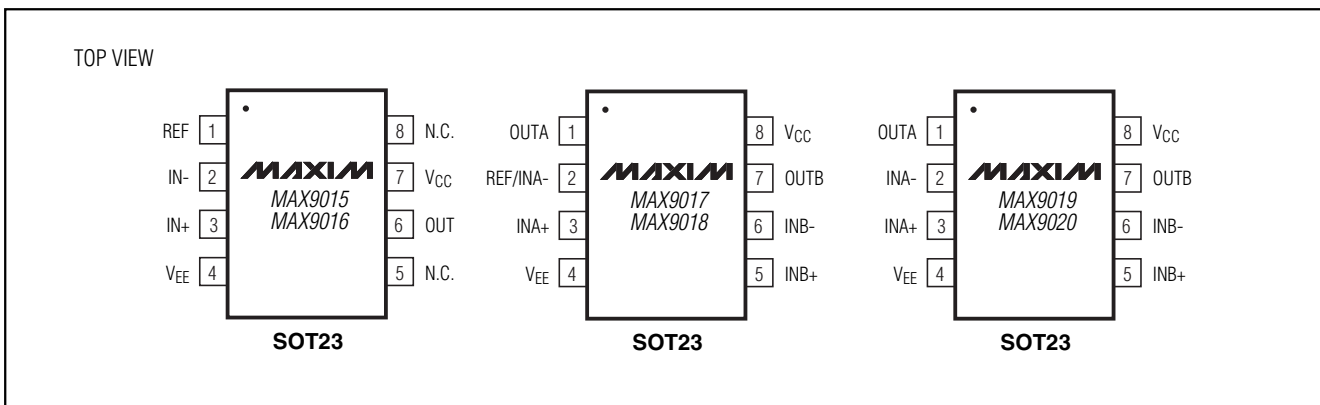 TOP VIEW
REF 1 8 N.C.
IN- 2 7 VCC
IN+ 3 6 OUT
VEE 4 5 N.C.
MAXIM
MAX9015
MAX9016
SOT23
OUTA 1 8 VCC
REF/INA- 2 7 OUTB
INA+ 3 6 INB-
VEE 4 5 INB+
MAXIM
MAX9017
MAX9018
SOT23
OUTA 1 8 VCC
INA- 2 7 OUTB
INA+ 3 6 INB-
VEE 4 5 INB+
MAXIM
MAX9019
MAX9020
SOT23